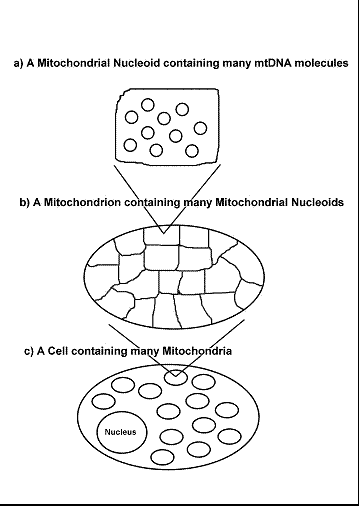 a) A Mitochondrial Nucleoid containing many mtDNA molecules
b) A Mitochondrion containing many Mitochondrial Nucleoids
c) A Cell containing many Mitochondria
Nucleus